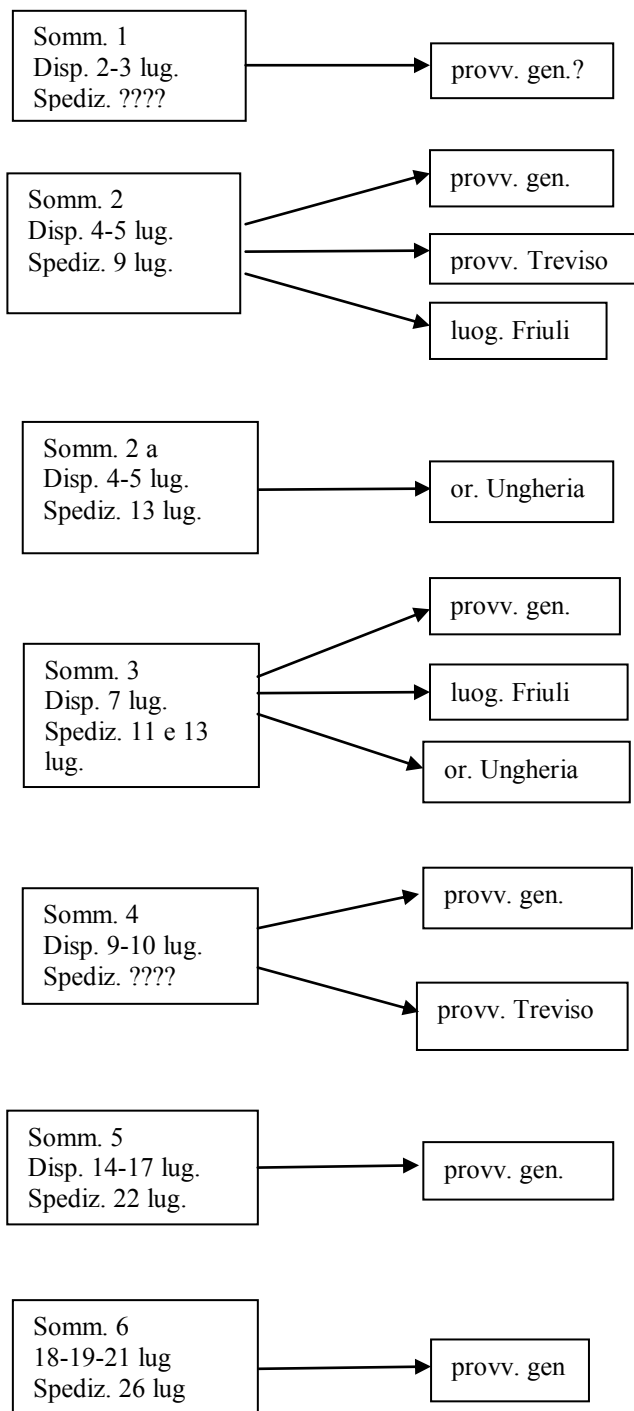 Somm. 1
Disp. 2-3 lug.
Spediz. ????
provv. gen.?
Somm. 2
Disp. 4-5 lug.
Spediz. 9 lug.
provv. gen.
provv. Treviso
luog. Friuli
Somm. 2 a
Disp. 4-5 lug.
Spediz. 13 lug.
or. Ungheria
Somm. 3
Disp. 7 lug.
Spediz. 11 e 13
lug.
provv. gen.
luog. Friuli
or. Ungheria
Somm. 4
Disp. 9-10 lug.
Spediz. ????
provv. gen.
provv. Treviso
Somm. 5
Disp. 14-17 lug.
Spediz. 22 lug.
provv. gen.
Somm. 6
18-19-21 lug
Spediz. 26 lug
provv. gen